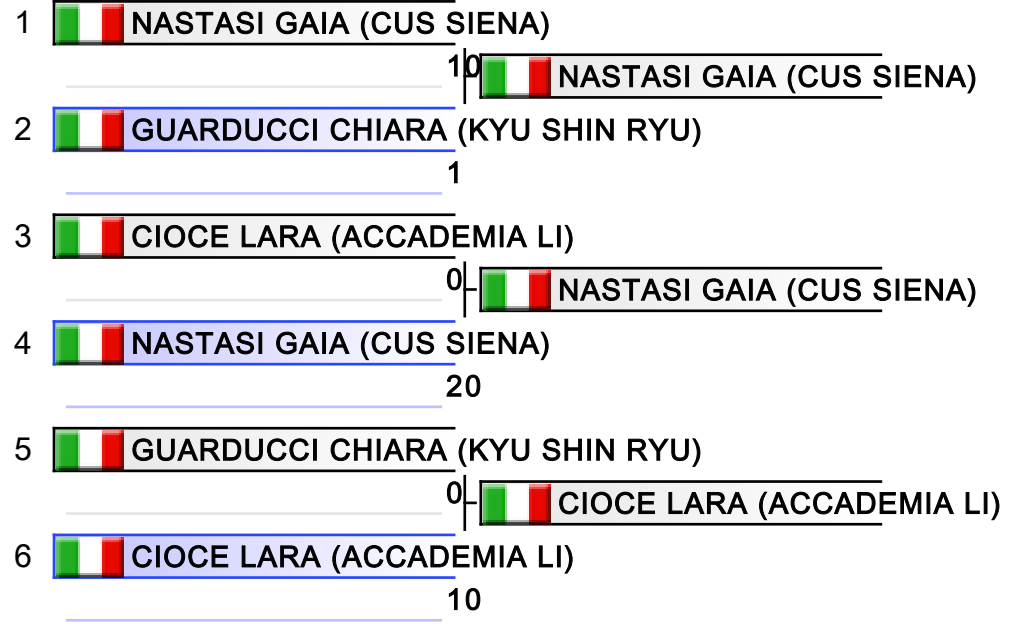 1 NASTASI GAIA (CUS SIENA)
10 NASTASI GAIA (CUS SIENA)
2 GUARDUCCI CHIARA (KYU SHIN RYU)
1
3 CIOCE LARA (ACCADEMIA LI)
0 NASTASI GAIA (CUS SIENA)
4 NASTASI GAIA (CUS SIENA)
20
5 GUARDUCCI CHIARA (KYU SHIN RYU)
0 CIOCE LARA (ACCADEMIA LI)
6 CIOCE LARA (ACCADEMIA LI)
10